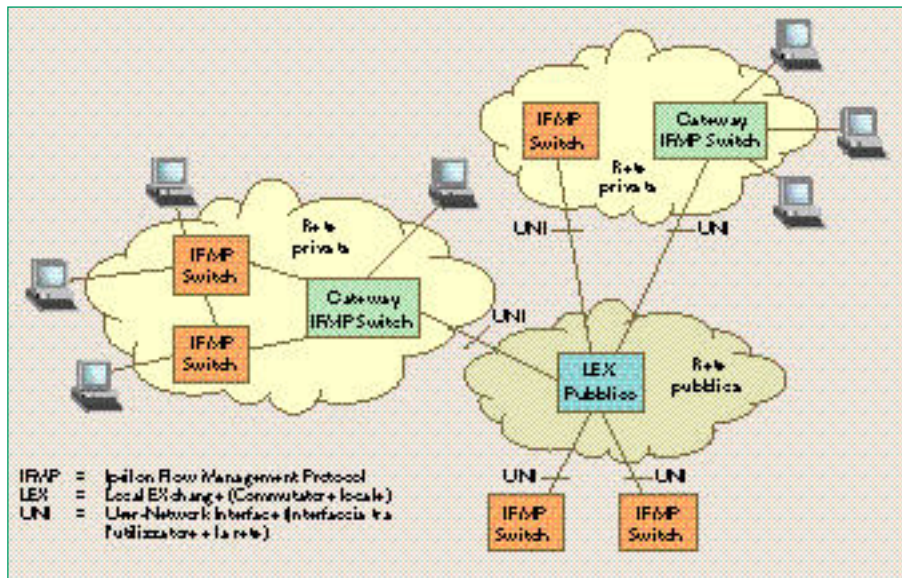 IFMP
Switch
Gateway
IFMP Switch
Rete
privata
UNI
UNI
Rete
privata
IFMP
Switch
Gateway
IFMP Switch
IFMP
Switch
UNI
LEX
Pubblico
Rete
pubblica
UNI
UNI
IFMP
Switch
IFMP
Switch
IFMP = Ipsilon Flow Management Protocol
LEX = Local EXchange (Commutatore locale)
UNI = User-Network Interface (Interfaccia tra
l'utilizzatore e la rete)